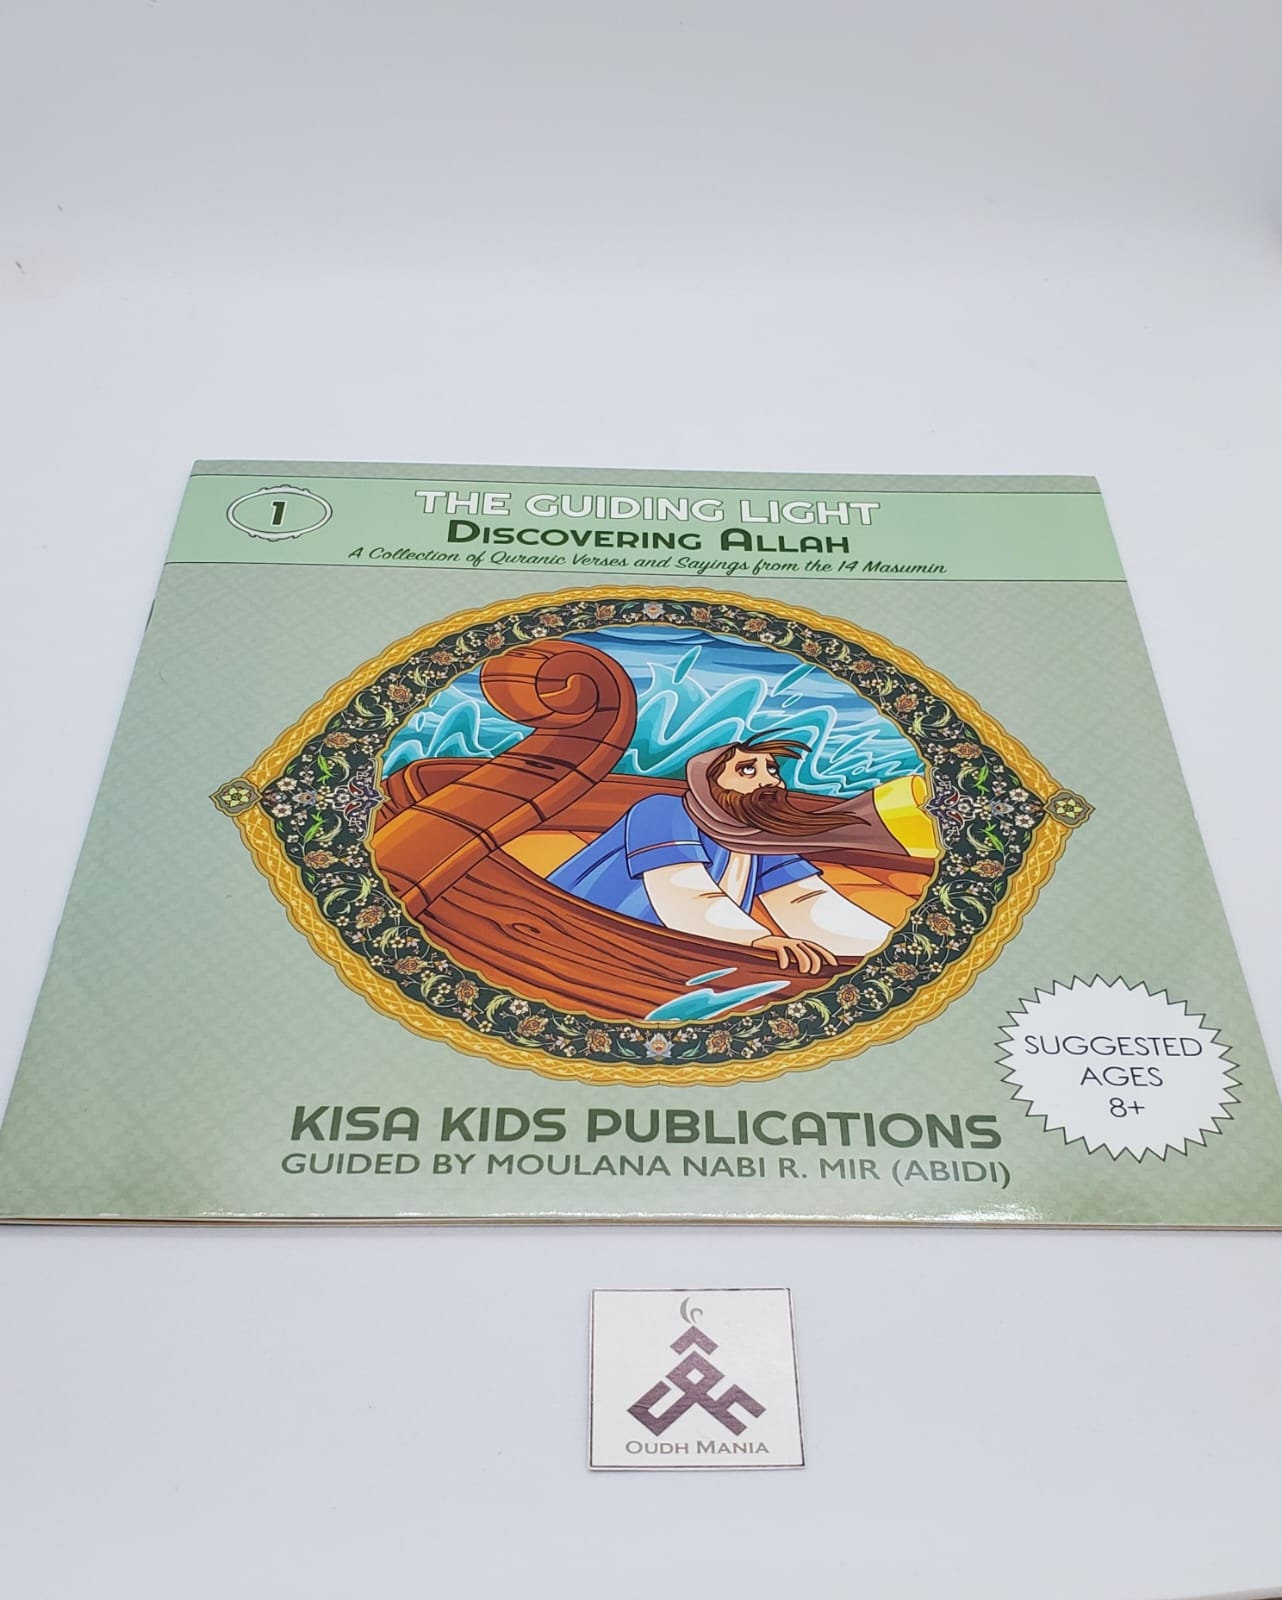 1
THE GUIDING LIGHT
DISCOVERING ALLAH
A Collection of Quranic Verses and Sayings from the 14 Masumin
SUGGESTED
AGES
8+
KISA KIDS PUBLICATIONS
GUIDED BY MOULANA NABI R. MIR (ABIDI)
OUDH MANIA